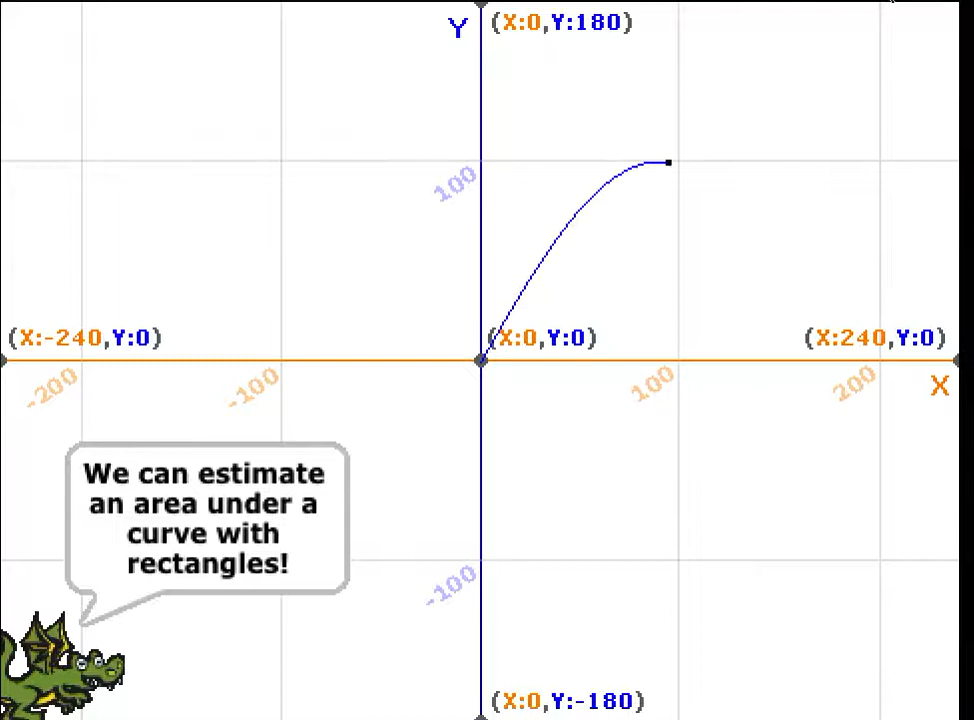 Y
(X:0,Y:180)
100
(X:-240,Y:0)
(X:0,Y:0)
(X:240,Y:0)
-200
-100
100
200
X
We can estimate
an area under a
curve with
rectangles!
-100
(X:0,Y:-180)